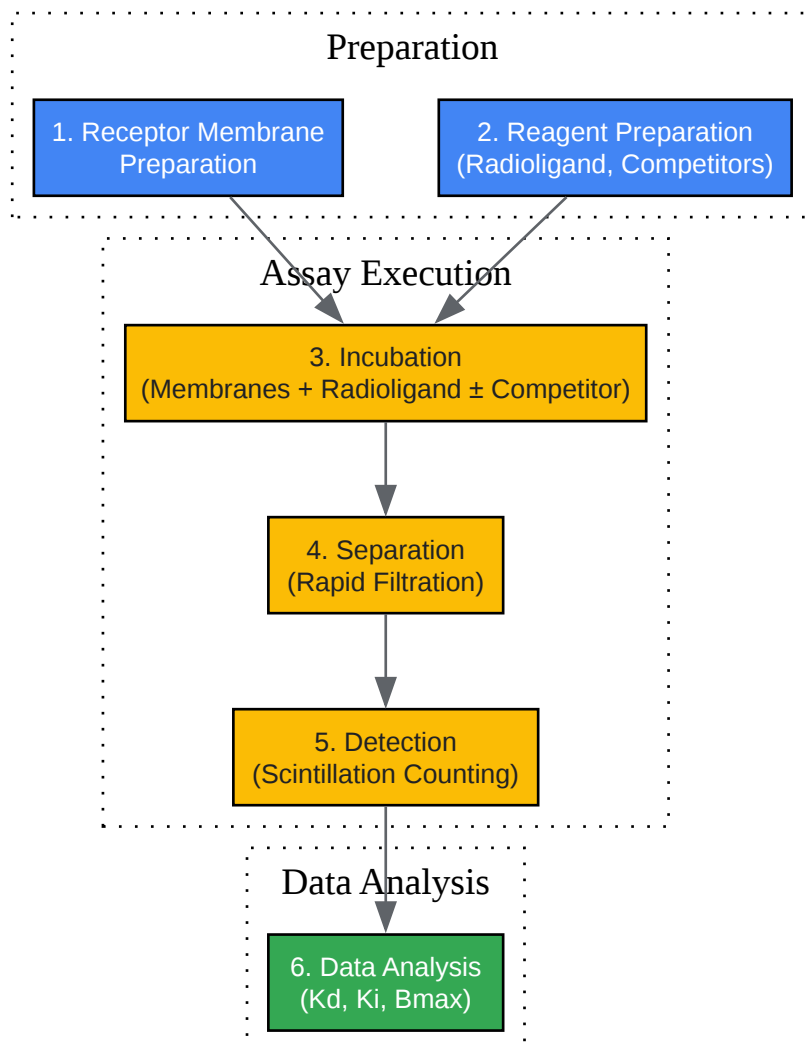 Preparation
1. Receptor Membrane
Preparation
2. Reagent Preparation
(Radioligand, Competitors)
Assay Execution
3. Incubation
(Membranes + Radioligand ± Competitor)
4. Separation
(Rapid Filtration)
5. Detection
(Scintillation Counting)
Data Analysis
6. Data Analysis
(Kd, Ki, Bmax)